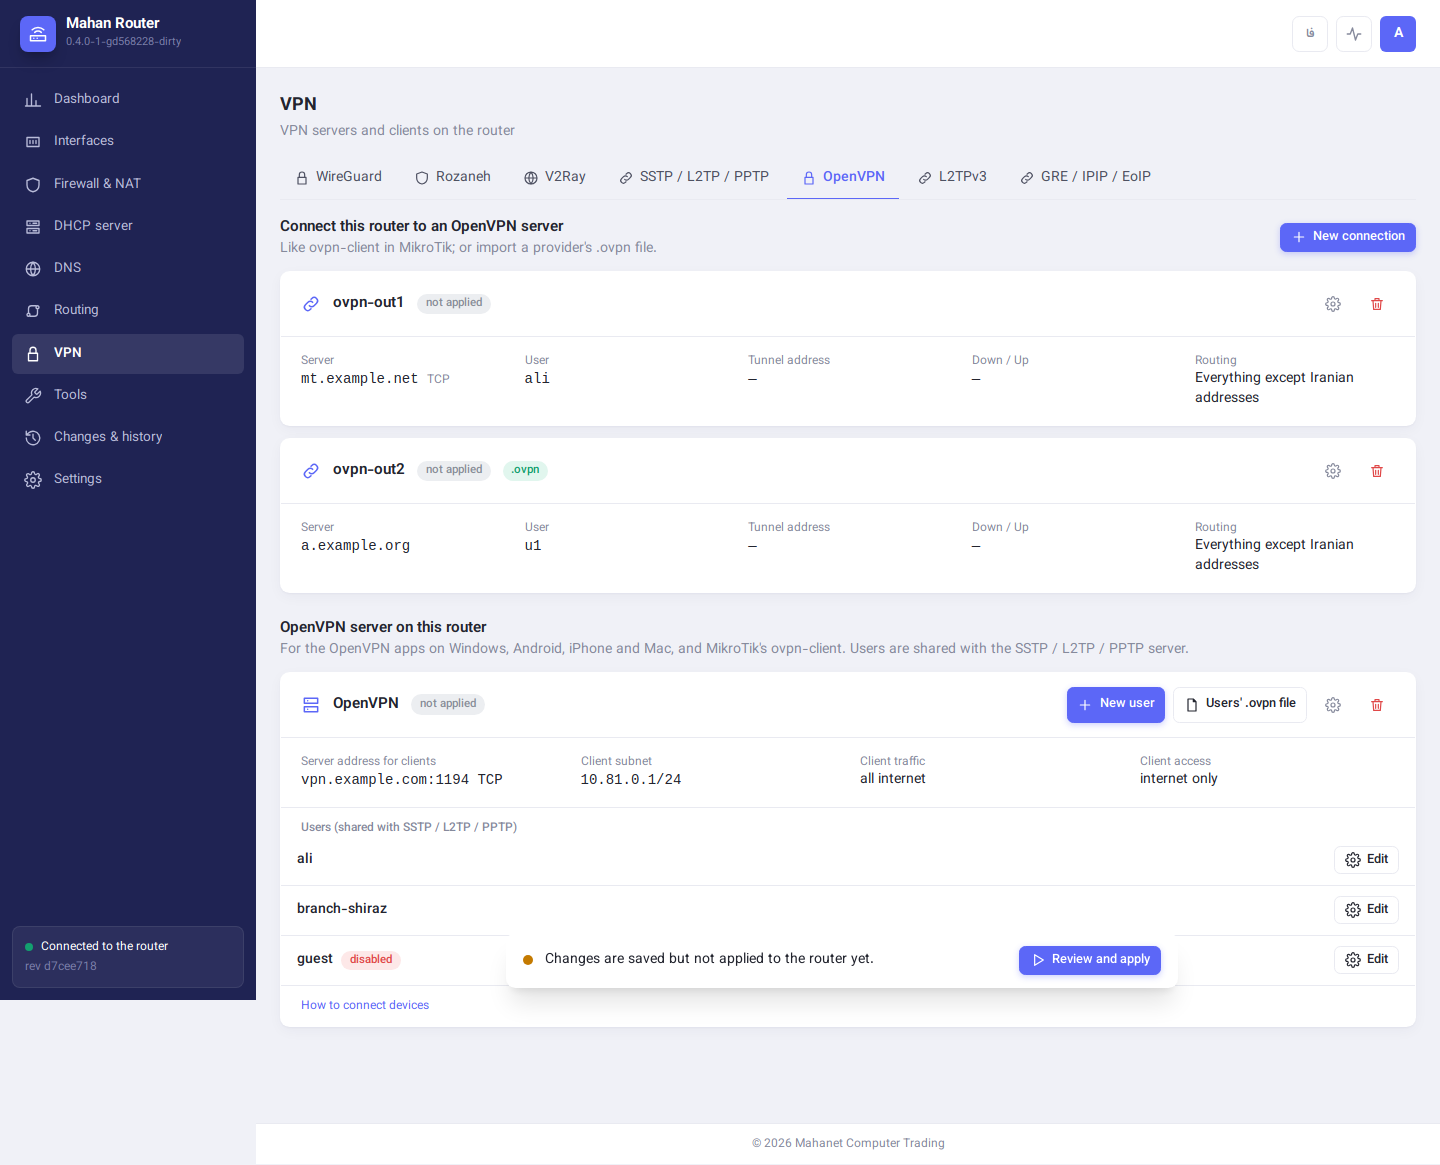 Mahan Router
0.4.0-1-gd568228-dirty
فا
A
Dashboard
Interfaces
Firewall & NAT
DHCP server
DNS
Routing
VPN
Tools
Changes & history
Settings
Connected to the router
rev d7cee718
VPN
VPN servers and clients on the router
WireGuard
Rozaneh
V2Ray
SSTP / L2TP / PPTP
OpenVPN
L2TPv3
GRE / IPIP / EoIP
Connect this router to an OpenVPN server
Like ovpn-client in MikroTik; or import a provider's .ovpn file.
New connection
ovpn-out1 not applied
Server
mt.example.net TCP
User
ali
Tunnel address
—
Down / Up
—
Routing
Everything except Iranian
addresses
ovpn-out2 not applied .ovpn
Server
a.example.org
User
u1
Tunnel address
—
Down / Up
—
Routing
Everything except Iranian
addresses
OpenVPN server on this router
For the OpenVPN apps on Windows, Android, iPhone and Mac, and MikroTik's ovpn-client. Users are shared with the SSTP / L2TP / PPTP server.
OpenVPN not applied
New user
Users' .ovpn file
Server address for clients
vpn.example.com:1194 TCP
Client subnet
10.81.0.1/24
Client traffic
all internet
Client access
internet only
Users (shared with SSTP / L2TP / PPTP)
ali
Edit
branch-shiraz
Edit
guest disabled
Edit
Changes are saved but not applied to the router yet.
Review and apply
How to connect devices
© 2026 Mahanet Computer Trading